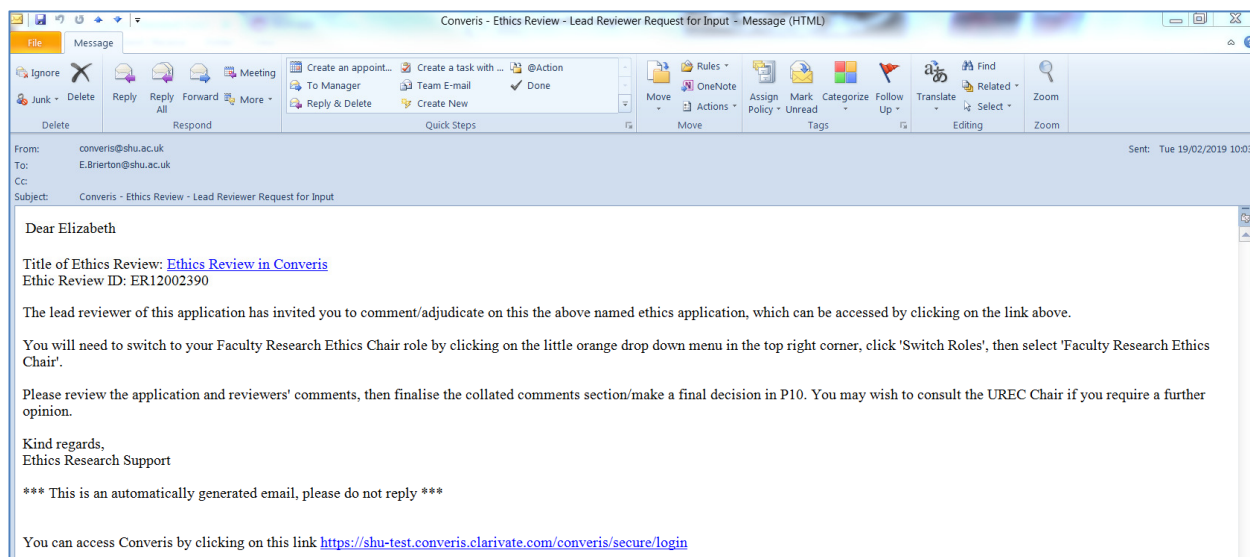 Converis - Ethics Review - Lead Reviewer Request for Input - Message (HTML)
File Message
Ignore
Junk
Delete
Reply
Reply All
Forward
Meeting
More
Create an appoint...
To Manager
Reply & Delete
Create a task with ...
Team E-mail
Create New
@Action
Done
Move
Rules
OneNote
Actions
Assign Policy
Mark Unread
Categorize
Follow Up
Translate
Find
Related
Select
Zoom
Delete Respond Quick Steps Move Tags Editing Zoom
From: converis@shu.ac.uk Sent: Tue 19/02/2019 10:03
To: E.Brierton@shu.ac.uk
Cc:
Subject: Converis - Ethics Review - Lead Reviewer Request for Input
Dear Elizabeth
Title of Ethics Review: Ethics Review in Converis
Ethic Review ID: ER12002390
The lead reviewer of this application has invited you to comment/adjudicate on this the above named ethics application, which can be accessed by clicking on the link above.
You will need to switch to your Faculty Research Ethics Chair role by clicking on the little orange drop down menu in the top right corner, click 'Switch Roles', then select 'Faculty Research Ethics
Chair'.
Please review the application and reviewers' comments, then finalise the collated comments section/make a final decision in P10. You may wish to consult the UREC Chair if you require a further
opinion.
Kind regards,
Ethics Research Support
*** This is an automatically generated email, please do not reply ***
You can access Converis by clicking on this link https://shu-test.converis.clarivate.com/converis/secure/login